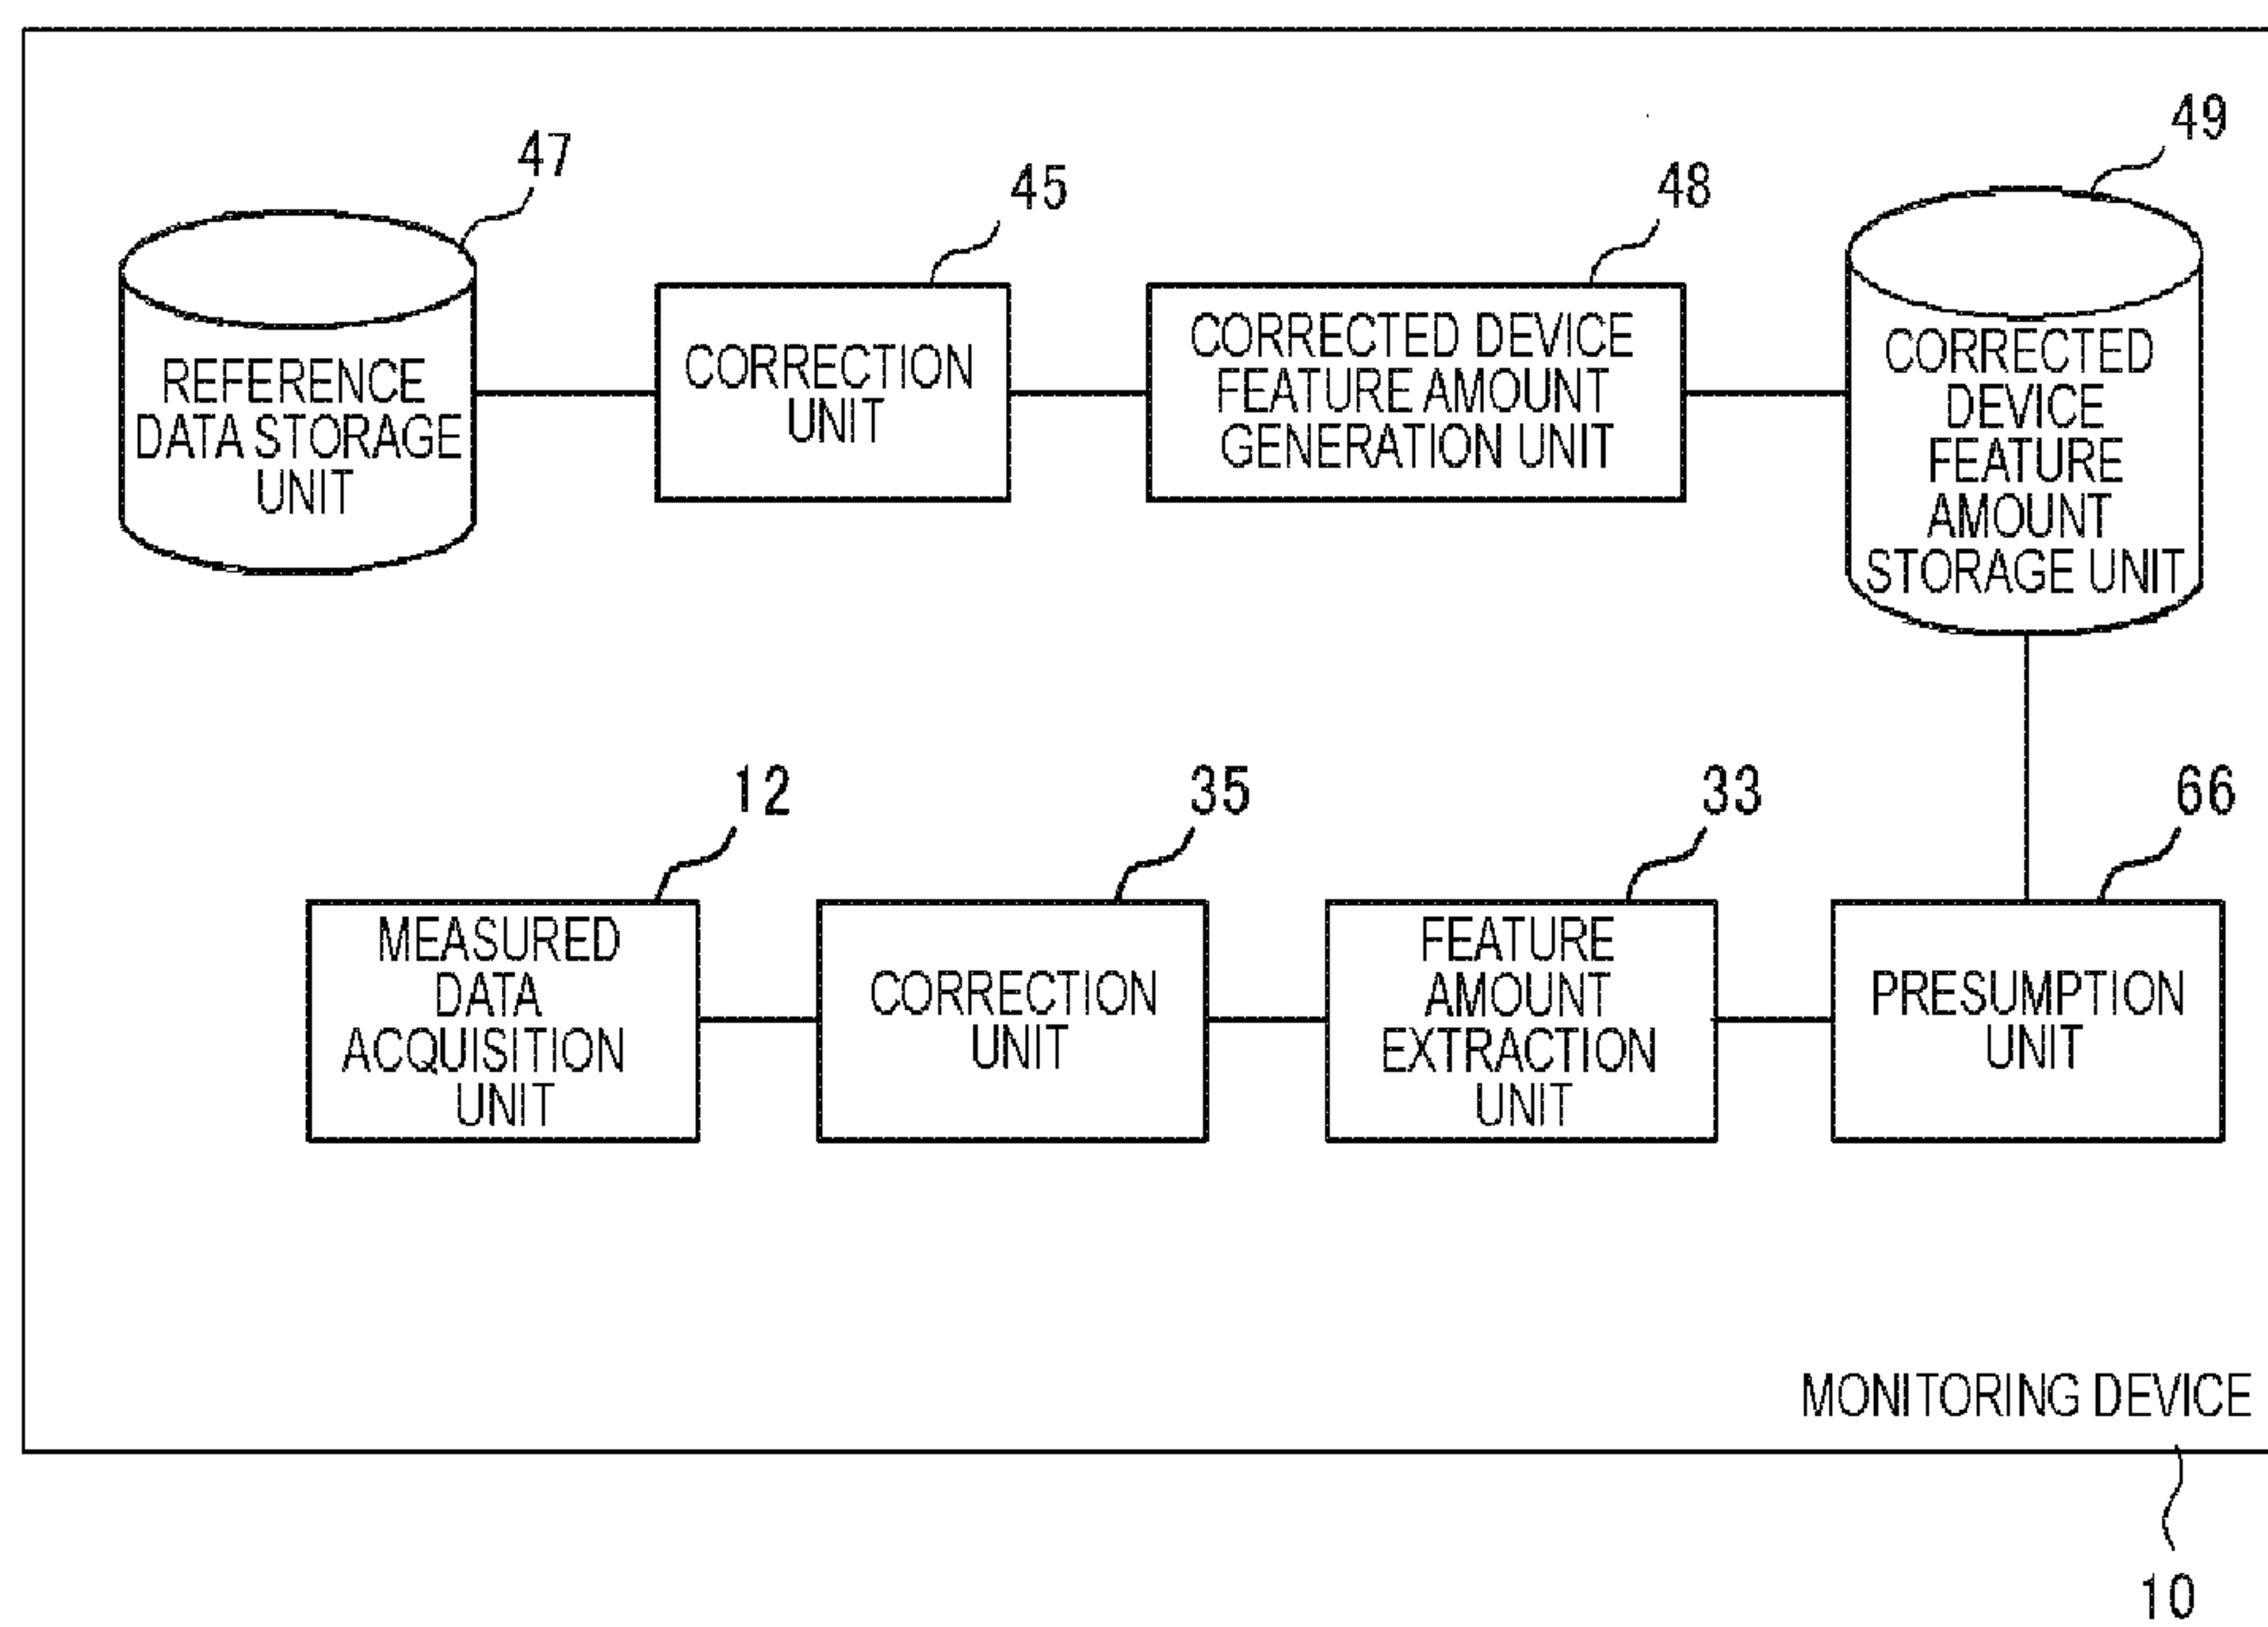 47
45
48
49
REFERENCE
DATA STORAGE
UNIT
CORRECTION
UNIT
CORRECTED DEVICE
FEATURE AMOUNT
GENERATION UNIT
CORRECTED
DEVICE
FEATURE
AMOUNT
STORAGE UNIT
12
35
33
66
MEASURED
DATA
ACQUISITION
UNIT
CORRECTION
UNIT
FEATURE
AMOUNT
EXTRACTION
UNIT
PRESUMPTION
UNIT
MONITORING DEVICE
10